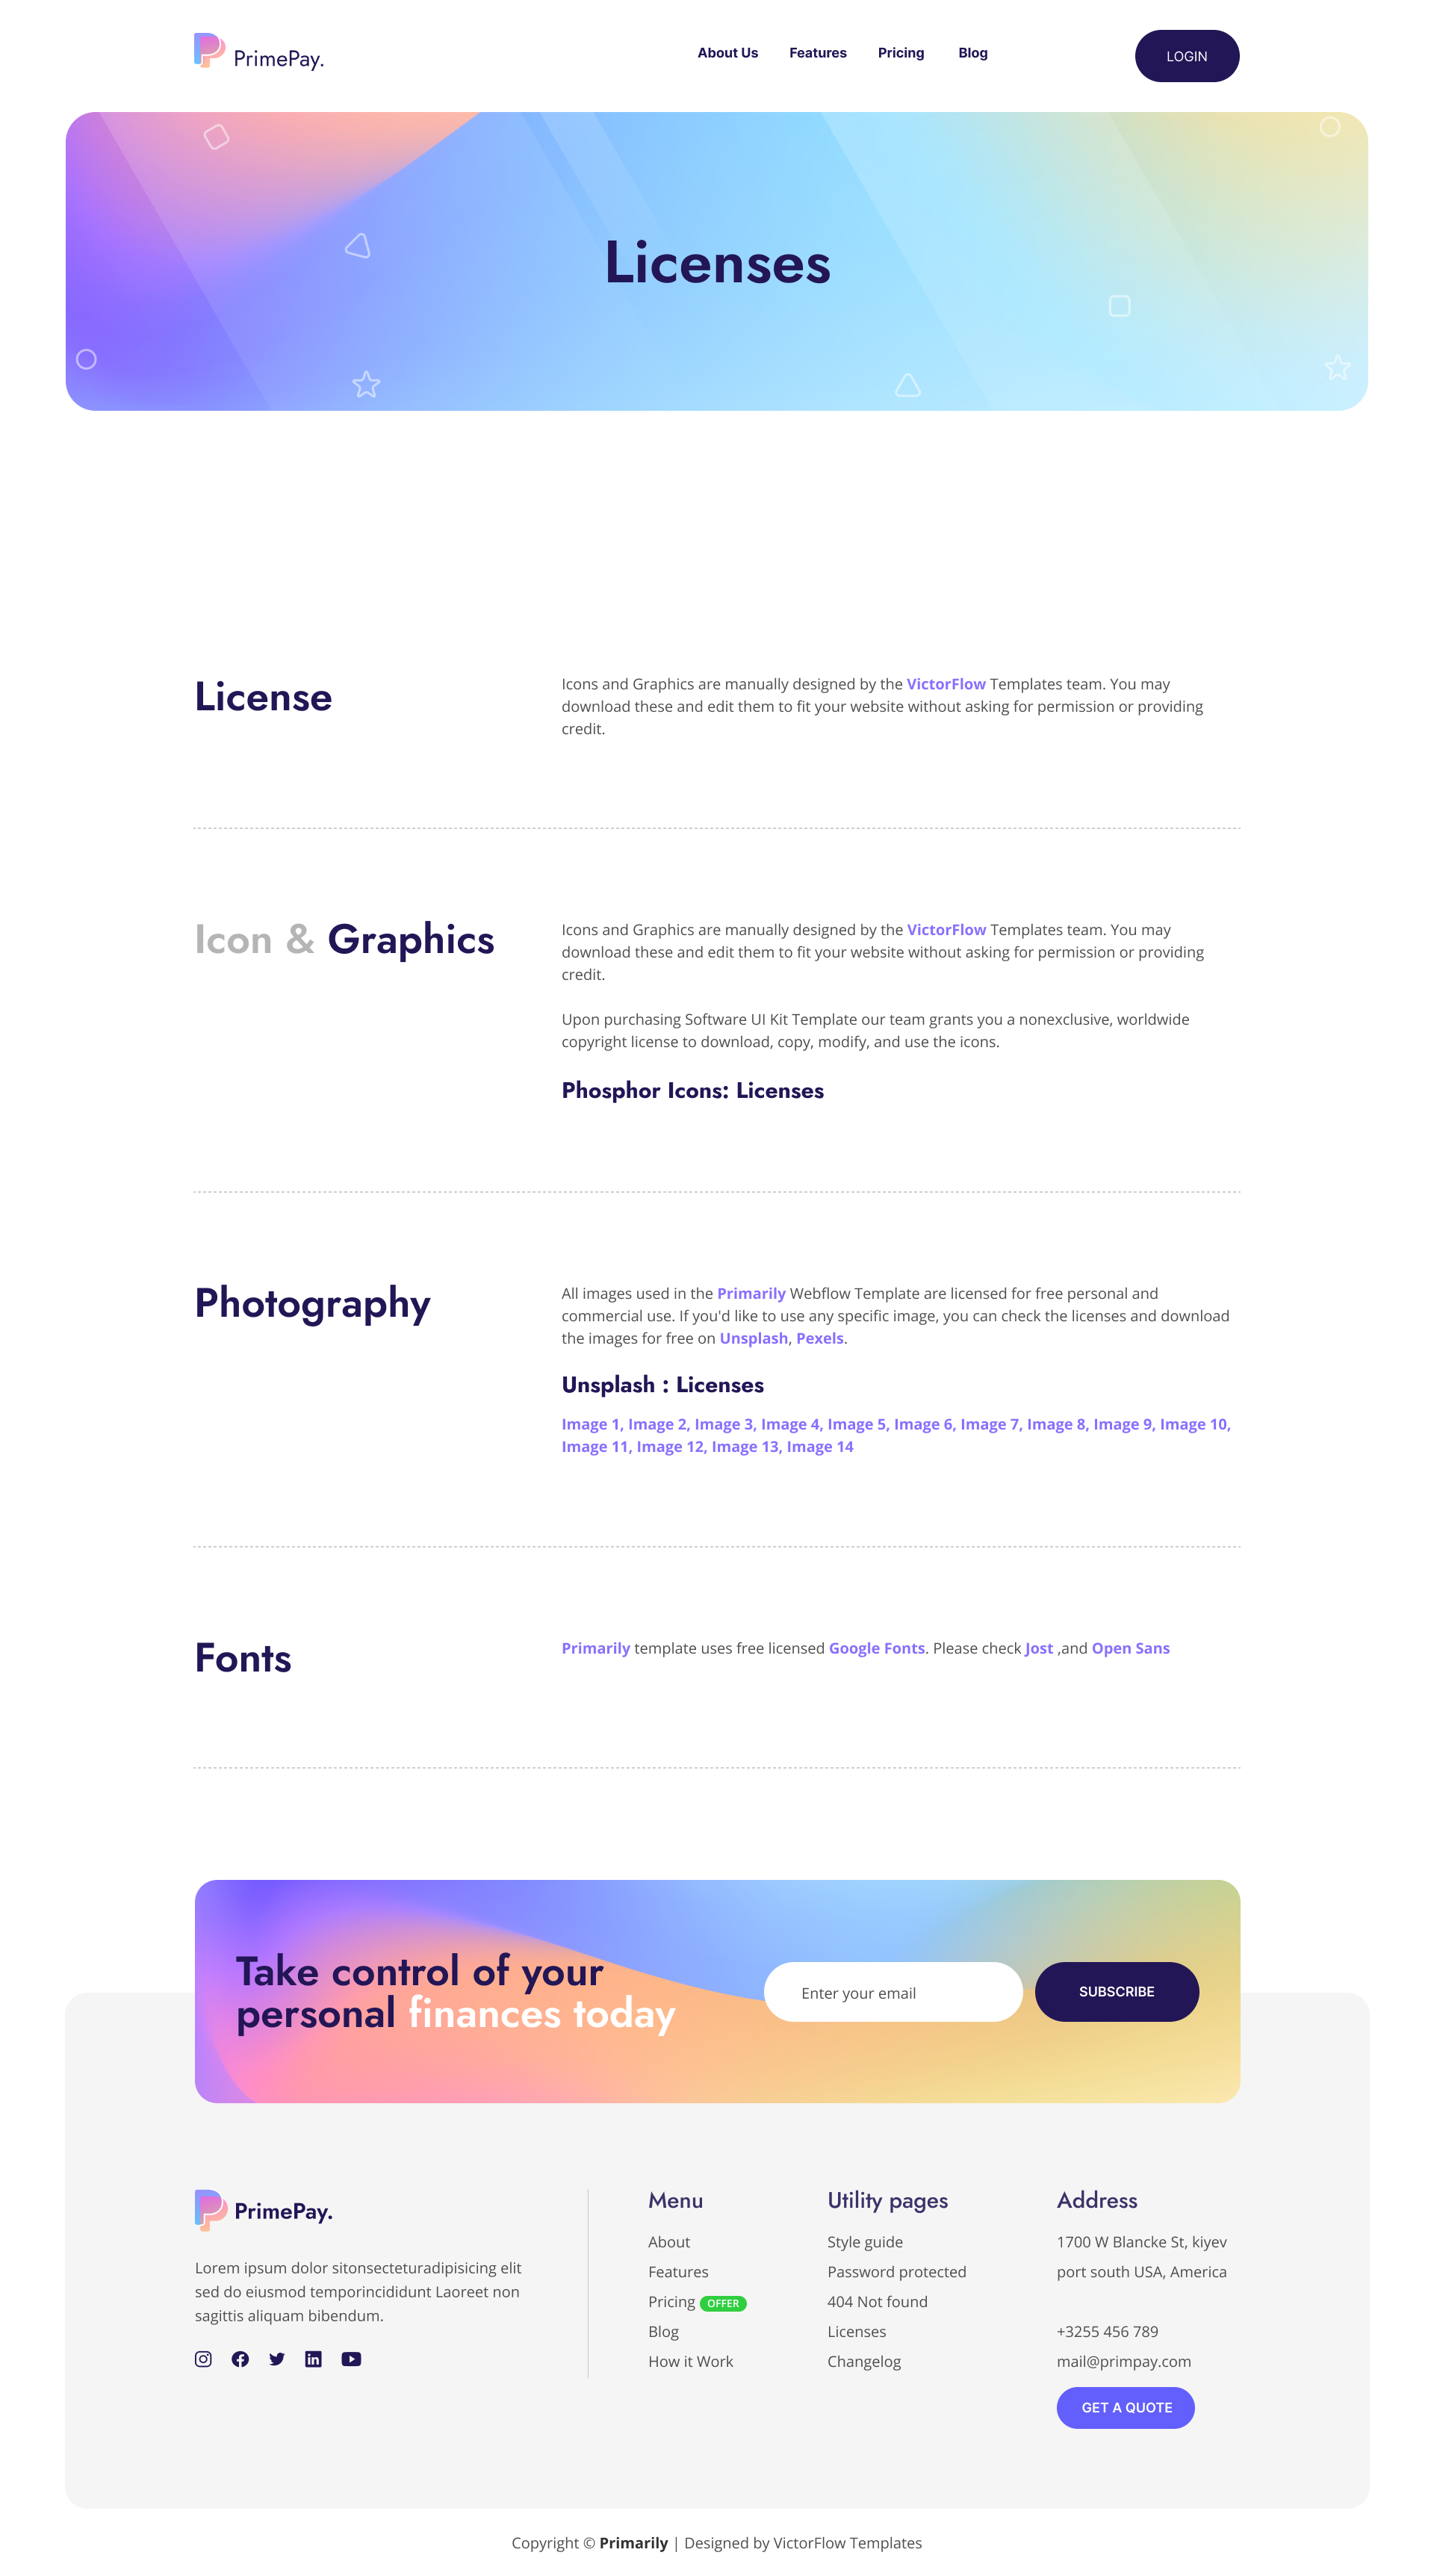 PrimePay.
About Us
Features
Pricing
Blog
LOGIN
Licenses
License
Icons and Graphics are manually designed by the VictorFlow Templates team. You may
download these and edit them to fit your website without asking for permission or providing
credit.
Icon & Graphics
Icons and Graphics are manually designed by the VictorFlow Templates team. You may
download these and edit them to fit your website without asking for permission or providing
credit.
Upon purchasing Software UI Kit Template our team grants you a nonexclusive, worldwide
copyright license to download, copy, modify, and use the icons.
Phosphor Icons: Licenses
Photography
All images used in the Primarily Webflow Template are licensed for free personal and
commercial use. If you'd like to use any specific image, you can check the licenses and download
the images for free on Unsplash, Pexels.
Unsplash : Licenses
Image 1, Image 2, Image 3, Image 4, Image 5, Image 6, Image 7, Image 8, Image 9, Image 10,
Image 11, Image 12, Image 13, Image 14
Fonts
Primarily template uses free licensed Google Fonts. Please check Jost ,and Open Sans
Take control of your
personal finances today
Enter your email
SUBSCRIBE
PrimePay.
Lorem ipsum dolor sitonsecteturadipisicing elit
sed do eiusmod temporincididunt Laoreet non
sagittis aliquam bibendum.
Menu
About
Features
Pricing OFFER
Blog
How it Work
Utility pages
Style guide
Password protected
404 Not found
Licenses
Changelog
Address
1700 W Blancke St, kiyev
port south USA, America
+3255 456 789
mail@primpay.com
GET A QUOTE
Copyright © Primarily | Designed by VictorFlow Templates